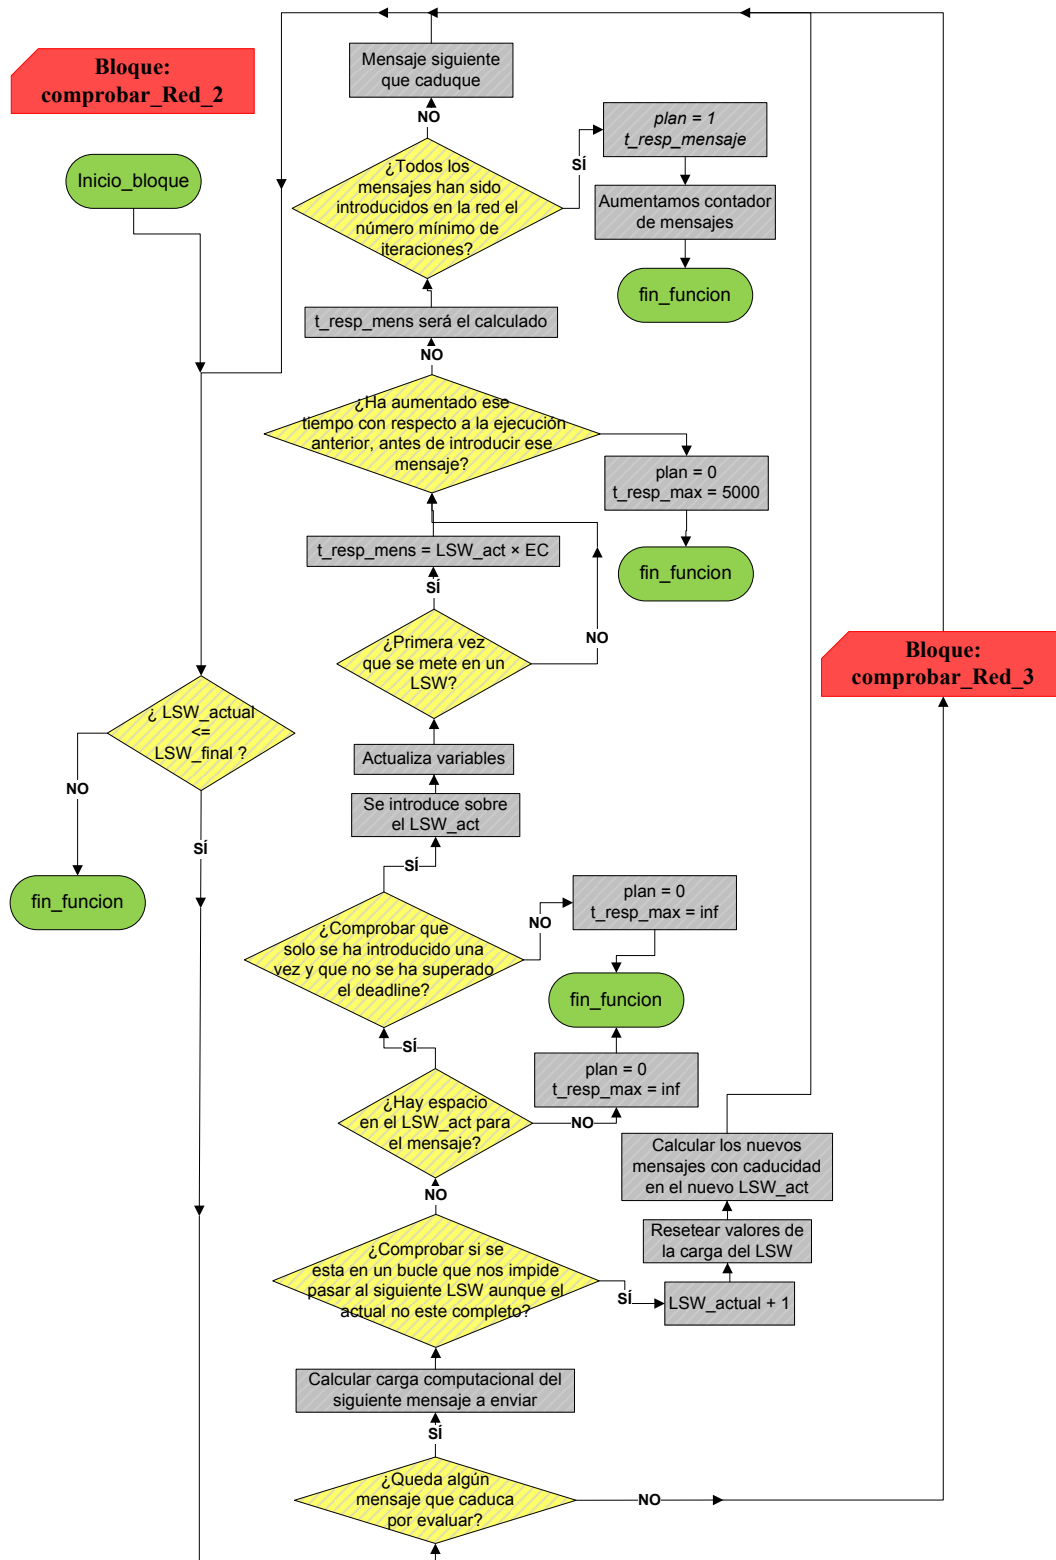 Bloque:
comprobar_Red_2
Inicio_bloque
Mensaje siguiente
que caduque
NO
¿Todos los
mensajes han sido
introducidos en la red el
número mínimo de
iteraciones?
SÍ
plan = 1
t_resp_mensaje
Aumentamos contador
de mensajes
fin_funcion
t_resp_mens será el calculado
NO
¿Ha aumentado ese
tiempo con respecto a la ejecución
anterior, antes de introducir ese
mensaje?
plan = 0
t_resp_max = 5000
fin_funcion
t_resp_mens = LSW_act × EC
SÍ
¿Primera vez
que se mete en un
LSW?
NO
Bloque:
comprobar_Red_3
¿ LSW_actual
<=
LSW_final ?
NO
SÍ
fin_funcion
Actualiza variables
Se introduce sobre
el LSW_act
SÍ
¿Comprobar que
solo se ha introducido una
vez y que no se ha superado
el deadline?
NO
plan = 0
t_resp_max = inf
fin_funcion
SÍ
plan = 0
t_resp_max = inf
¿Hay espacio
en el LSW_act para
el mensaje?
NO
Calcular los nuevos
mensajes con caducidad
en el nuevo LSW_act
NO
Resetear valores de
la carga del LSW
¿Comprobar si se
esta en un bucle que nos impide
pasar al siguiente LSW aunque el
actual no este completo?
SÍ
LSW_actual + 1
Calcular carga computacional del
siguiente mensaje a enviar
SÍ
¿Queda algún
mensaje que caduca
por evaluar?
NO